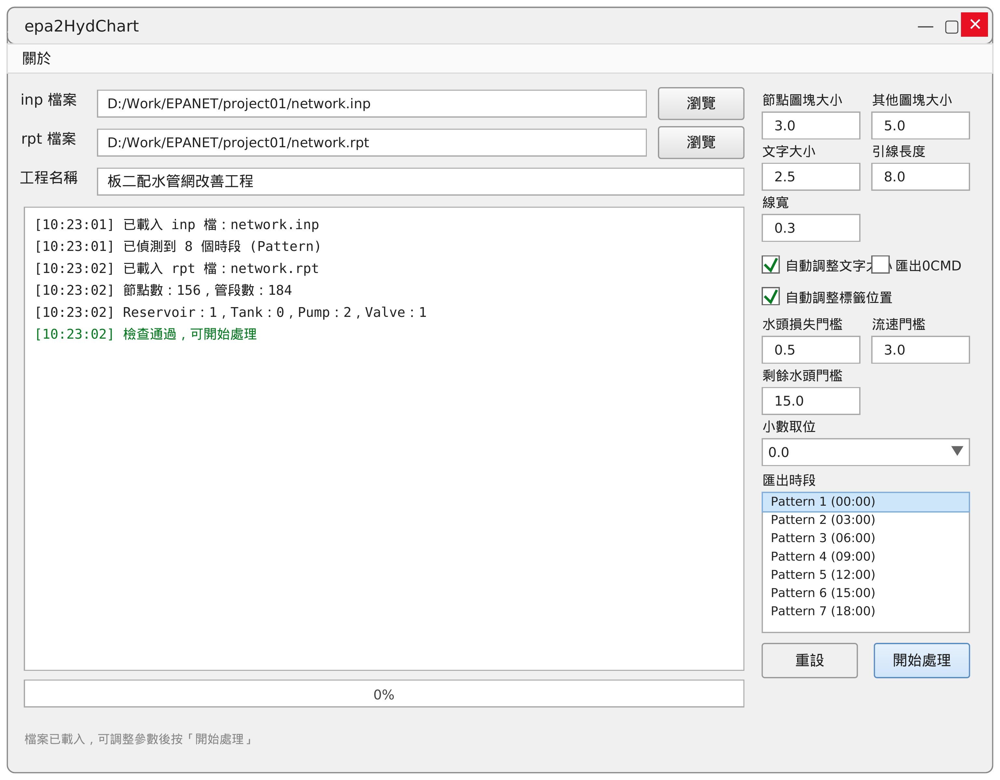 epa2HydChart
關於
inp 檔案
D:/Work/EPANET/project01/network.inp
瀏覽
rpt 檔案
D:/Work/EPANET/project01/network.rpt
瀏覽
工程名稱
板二配水管網改善工程
[10:23:01] 已載入 inp 檔：network.inp
[10:23:01] 已偵測到 8 個時段 (Pattern)
[10:23:02] 已載入 rpt 檔：network.rpt
[10:23:02] 節點數：156，管段數：184
[10:23:02] Reservoir：1，Tank：0，Pump：2，Valve：1
[10:23:02] 檢查通過，可開始處理
0%
檔案已載入，可調整參數後按「開始處理」
節點圖塊大小 其他圖塊大小
3.0 5.0
文字大小 引線長度
2.5 8.0
線寬
0.3
自動調整文字 匯出0CMD
自動調整標籤位置
水頭損失門檻 流速門檻
0.5 3.0
剩餘水頭門檻
15.0
小數取位
0.0
匯出時段
Pattern 1 (00:00)
Pattern 2 (03:00)
Pattern 3 (06:00)
Pattern 4 (09:00)
Pattern 5 (12:00)
Pattern 6 (15:00)
Pattern 7 (18:00)
重設 開始處理